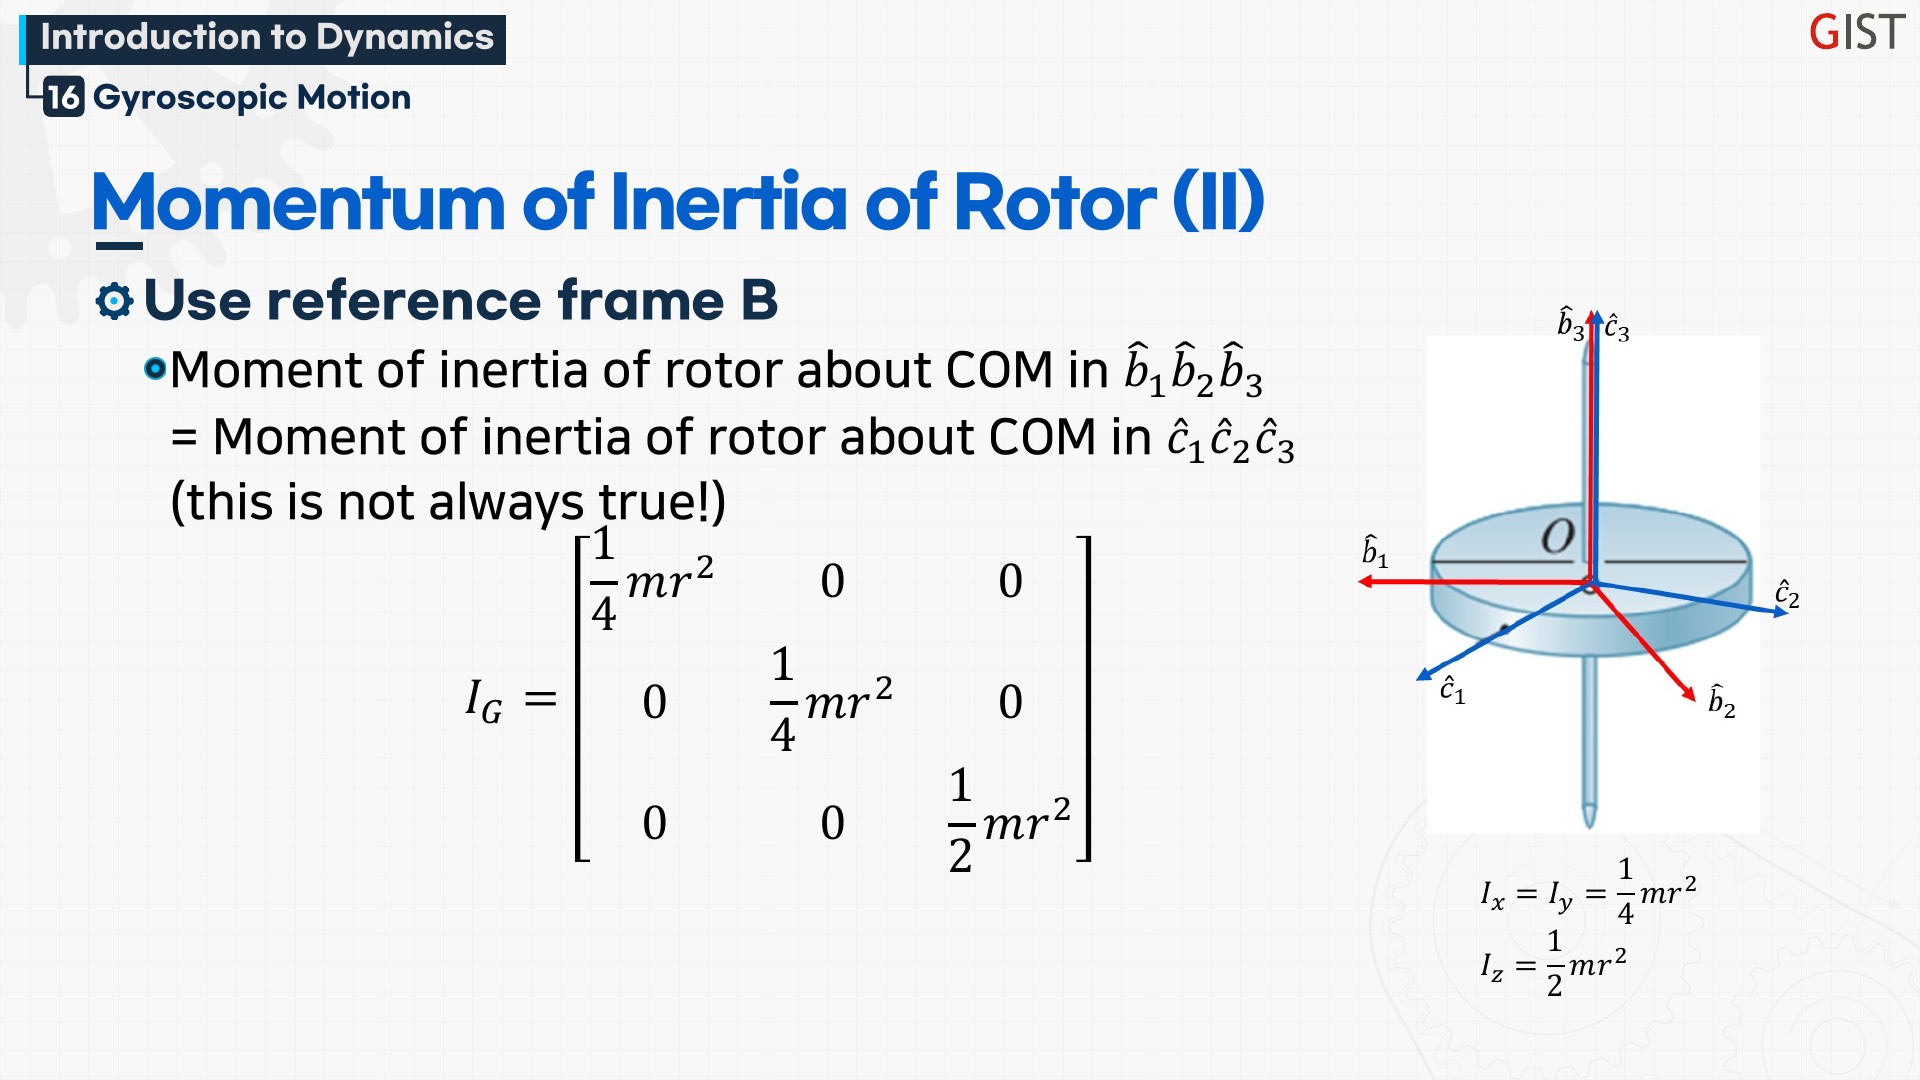 Introduction to Dynamics
GIST
16 Gyroscopic Motion
Momentum of Inertia of Rotor (II)
Use reference frame B
Moment of inertia of rotor about COM in b̂₁b̂₂b̂₃
= Moment of inertia of rotor about COM in ĉ₁ĉ₂ĉ₃
(this is not always true!)
I_G = [ 1/4 mr² 0 0
0 1/4 mr² 0
0 0 1/2 mr² ]
b̂₃ ĉ₃
O
b̂₁
ĉ₂
ĉ₁
b̂₂
Iₓ = I_y = 1/4 mr²
I_z = 1/2 mr²